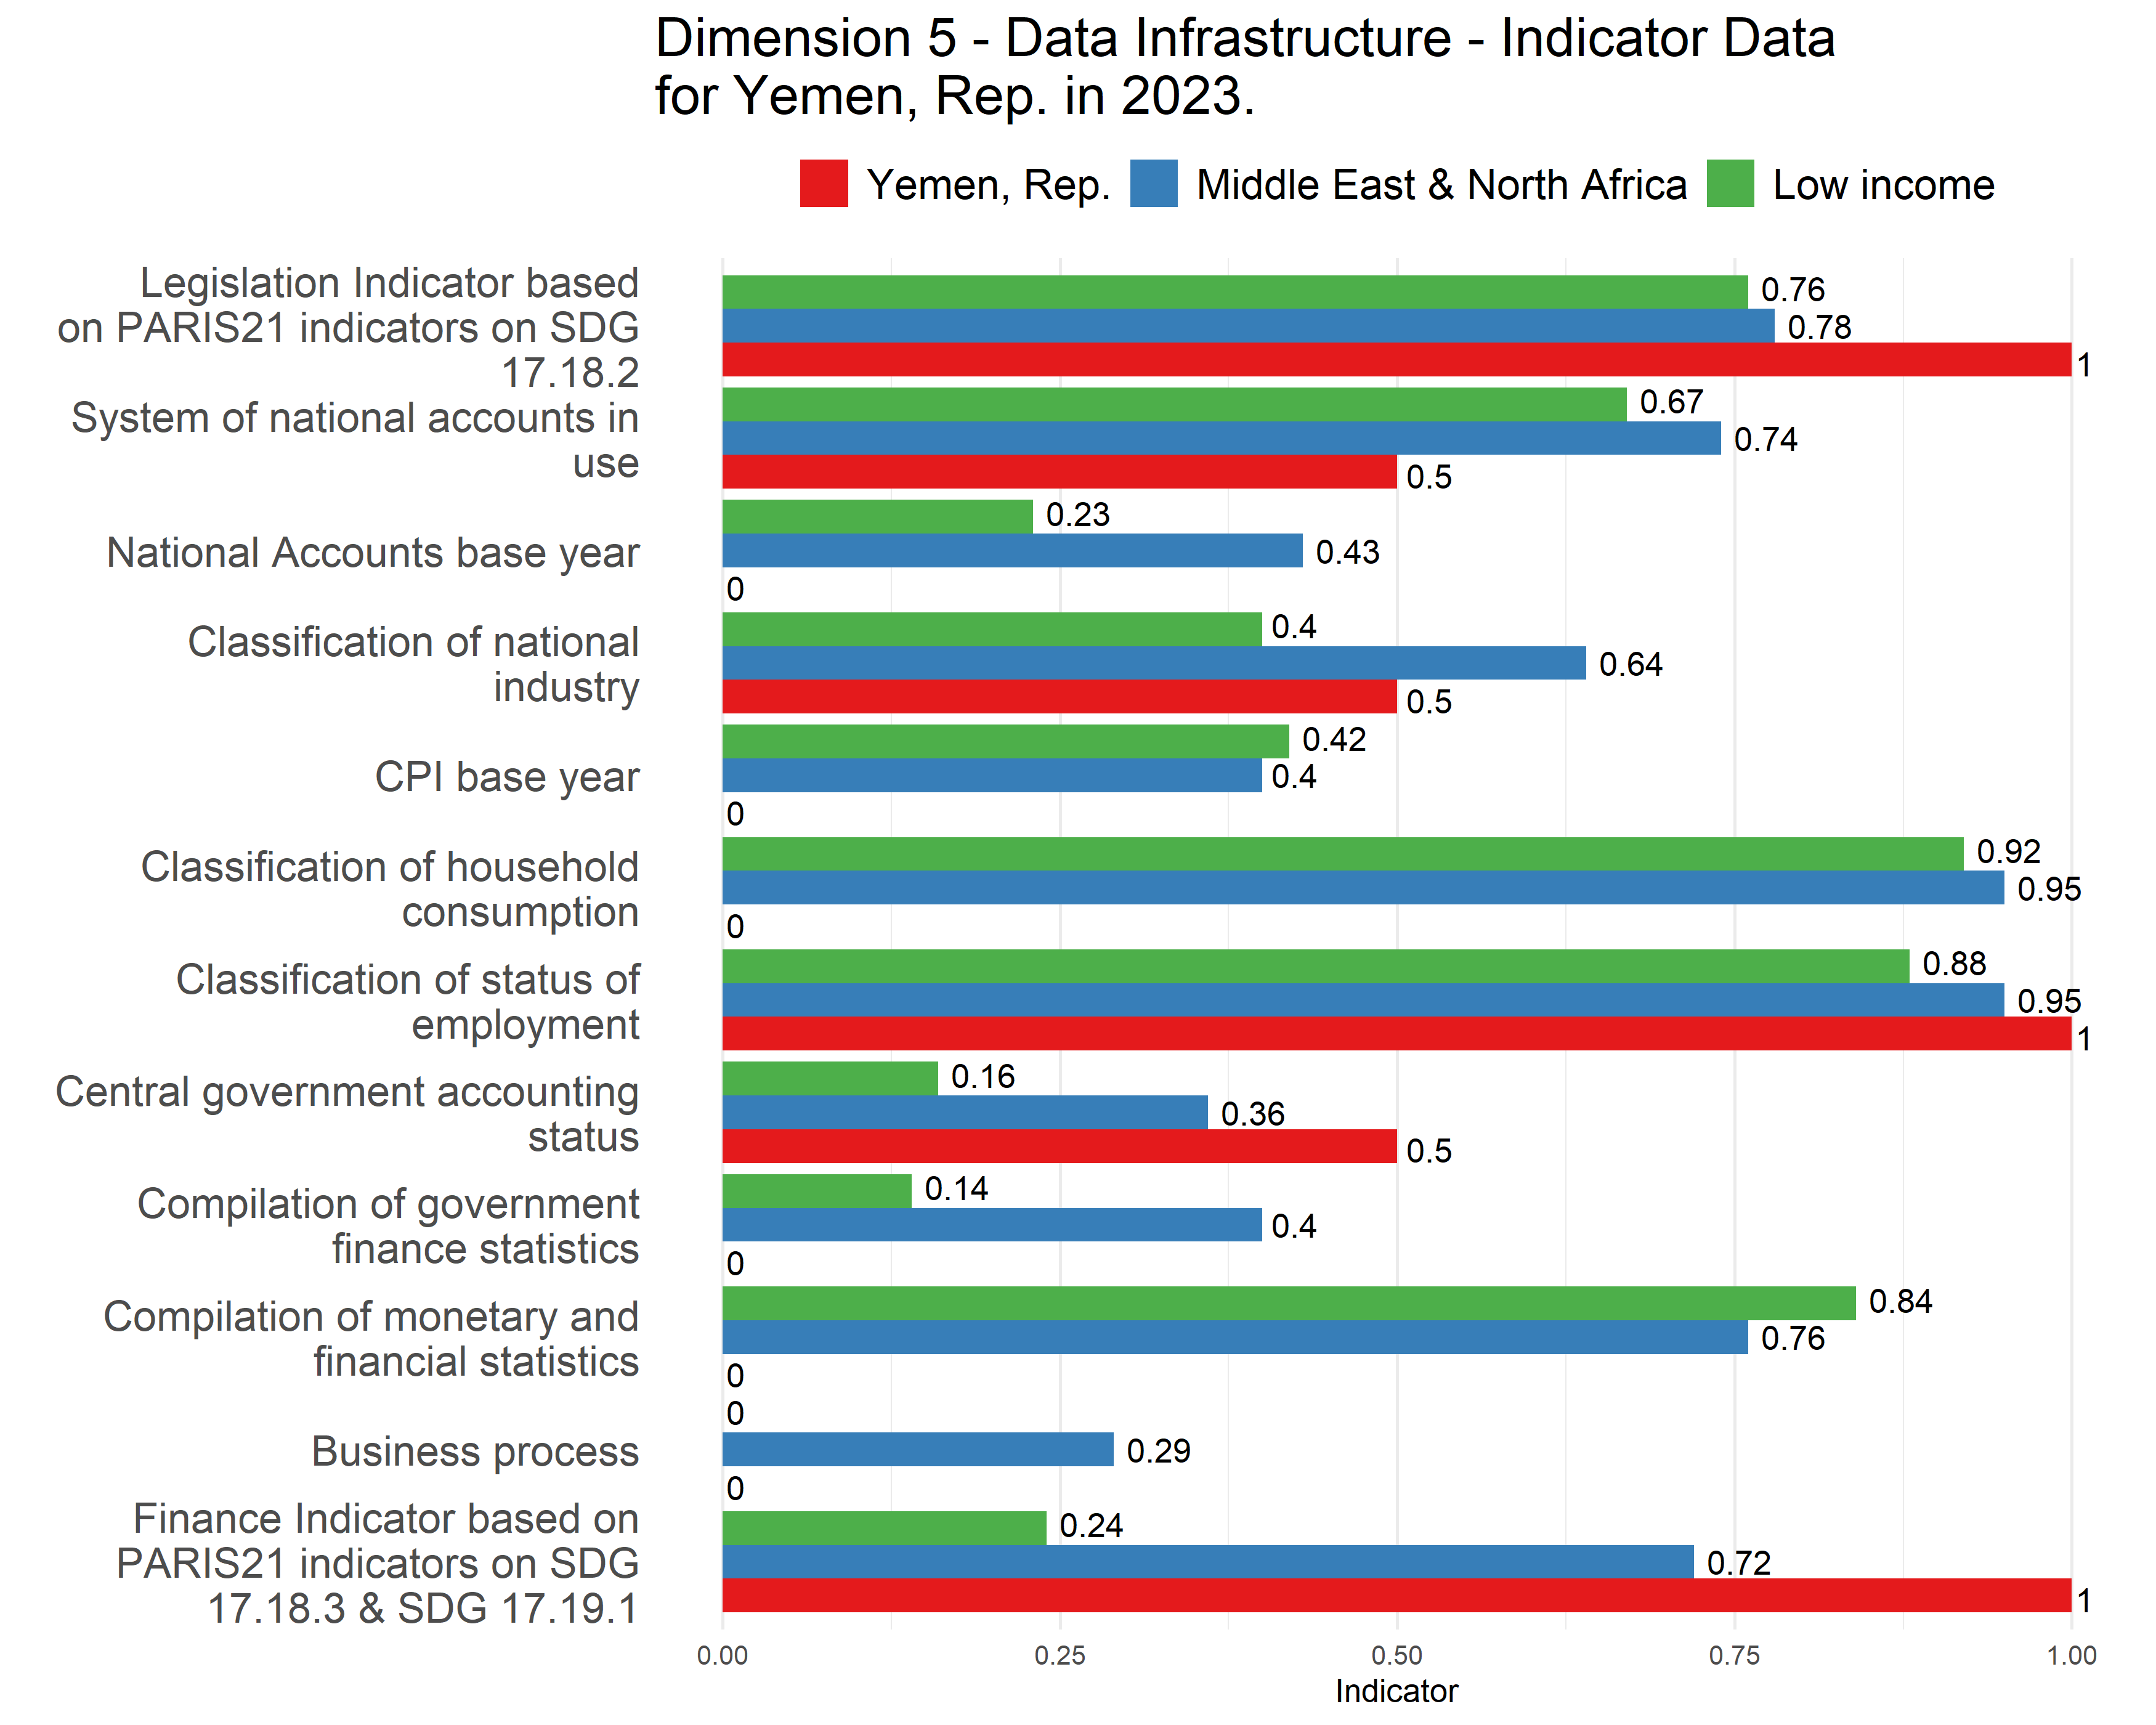 Dimension 5 - Data Infrastructure - Indicator Data
for Yemen, Rep. in 2023.
Yemen, Rep. Middle East & North Africa Low income
Legislation Indicator based
on PARIS21 indicators on SDG
17.18.2
0.76
0.78
1
System of national accounts in
use
0.67
0.74
0.5
National Accounts base year
0.23
0.43
0
Classification of national
industry
0.4
0.64
0.5
CPI base year
0.42
0.4
0
Classification of household
consumption
0.92
0.95
0
Classification of status of
employment
0.88
0.95
1
Central government accounting
status
0.16
0.36
0.5
Compilation of government
finance statistics
0.14
0.4
0
Compilation of monetary and
financial statistics
0.84
0.76
0
Business process
0
0.29
0
Finance Indicator based on
PARIS21 indicators on SDG
17.18.3 & SDG 17.19.1
0.24
0.72
1
0.00 0.25 0.50 0.75 1.00
Indicator